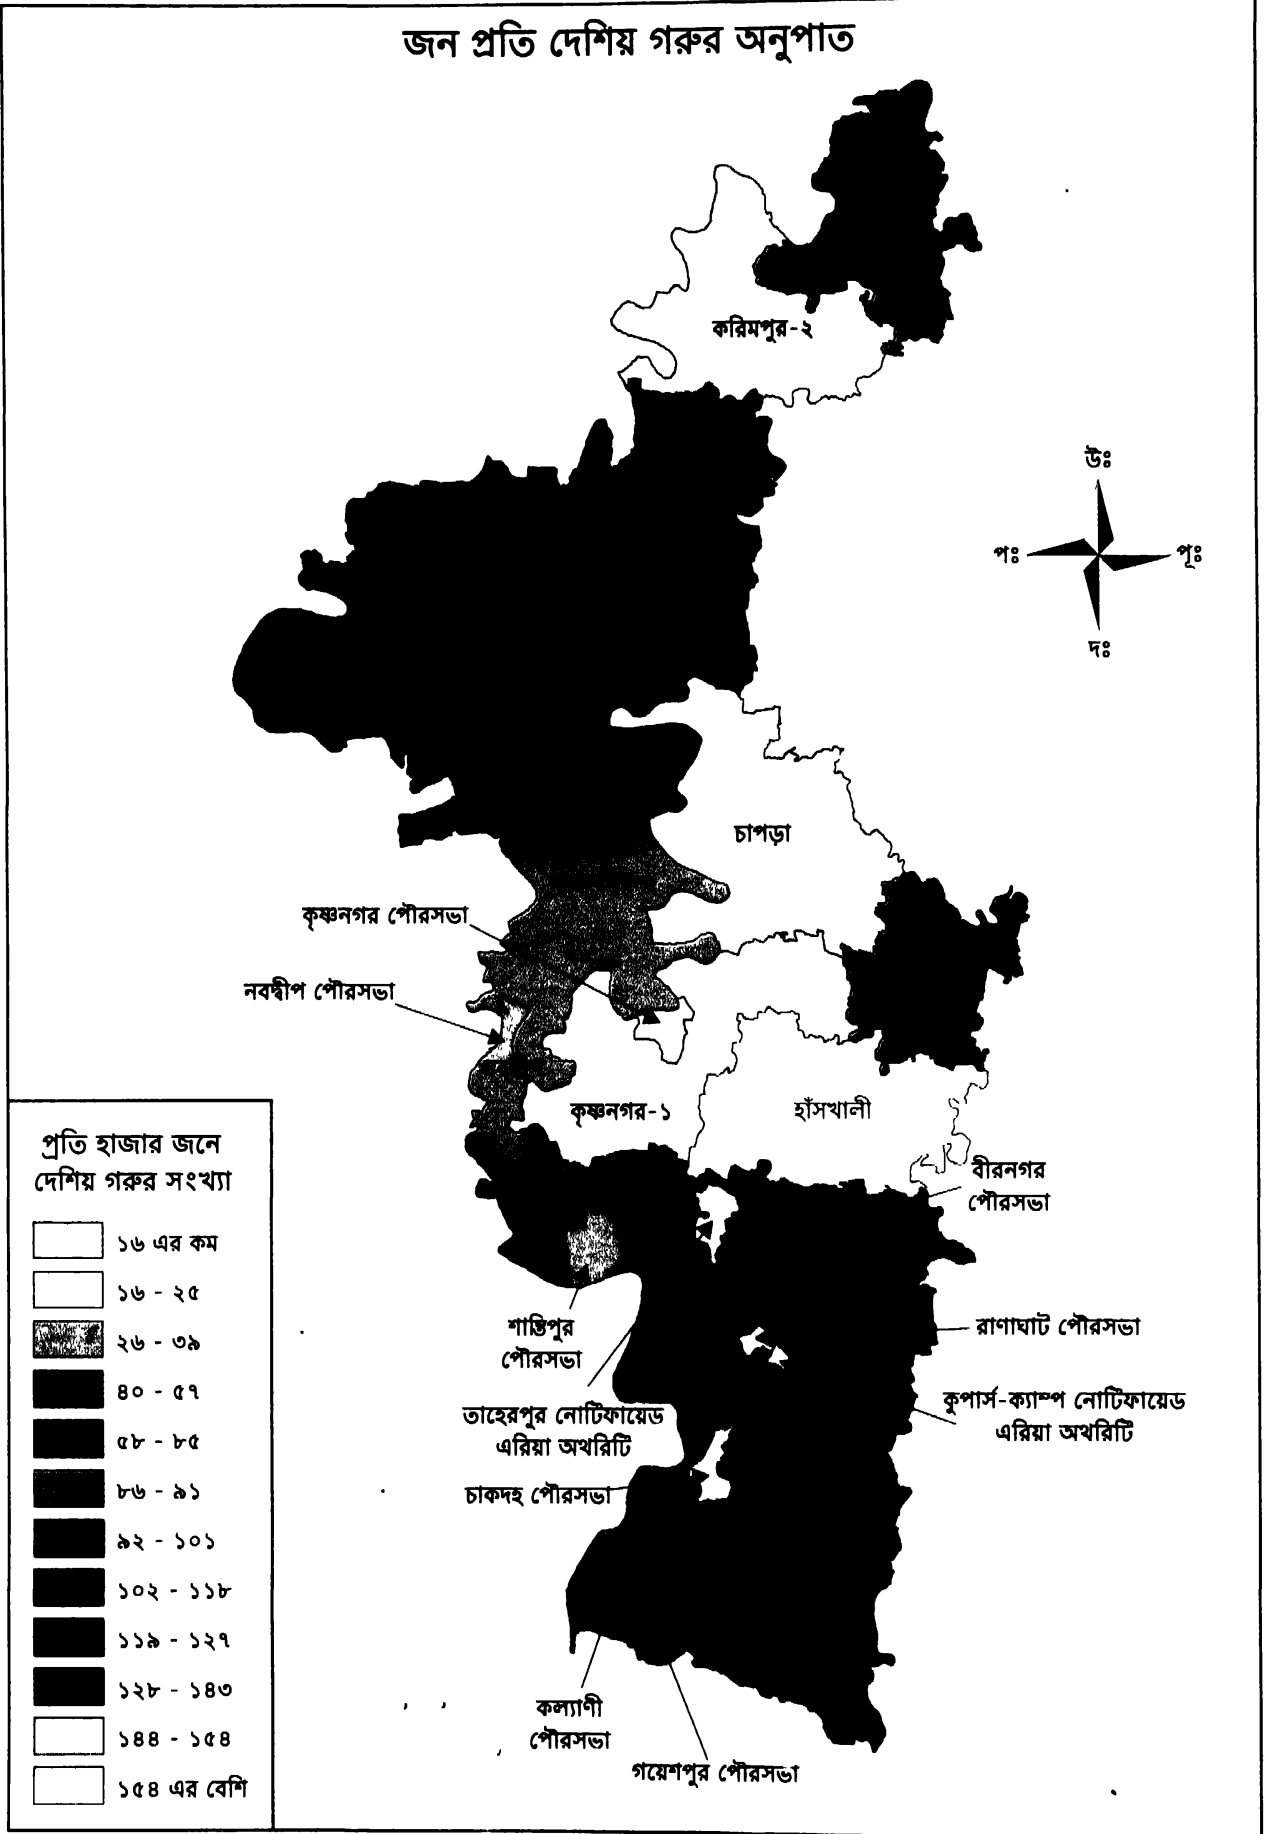 জন প্রতি দেশিয় গরুর অনুপাত
করিমপুর-২
উঃ
পঃ
পূঃ
দঃ
চাপড়া
কৃষ্ণনগর পৌরসভা
নবদ্বীপ পৌরসভা
কৃষ্ণনগর-১
হাঁসখালী
বীরনগর
পৌরসভা
শান্তিপুর
পৌরসভা
রাণাঘাট পৌরসভা
তাহেরপুর নোটিফায়েড
এরিয়া অথরিটি
কুপার্স-ক্যাম্প নোটিফায়েড
এরিয়া অথরিটি
চাকদহ পৌরসভা
কল্যাণী
পৌরসভা
গয়েশপুর পৌরসভা
প্রতি হাজার জনে
দেশিয় গরুর সংখ্যা
১৬ এর কম
১৬ - ২৫
২৬ - ৩৯
৪০ - ৫৭
৫৮ - ৮৫
৮৬ - ৯১
৯২ - ১০১
১০২ - ১১৮
১১৯ - ১২৭
১২৮ - ১৪৩
১৪৪ - ১৫৪
১৫৪ এর বেশি